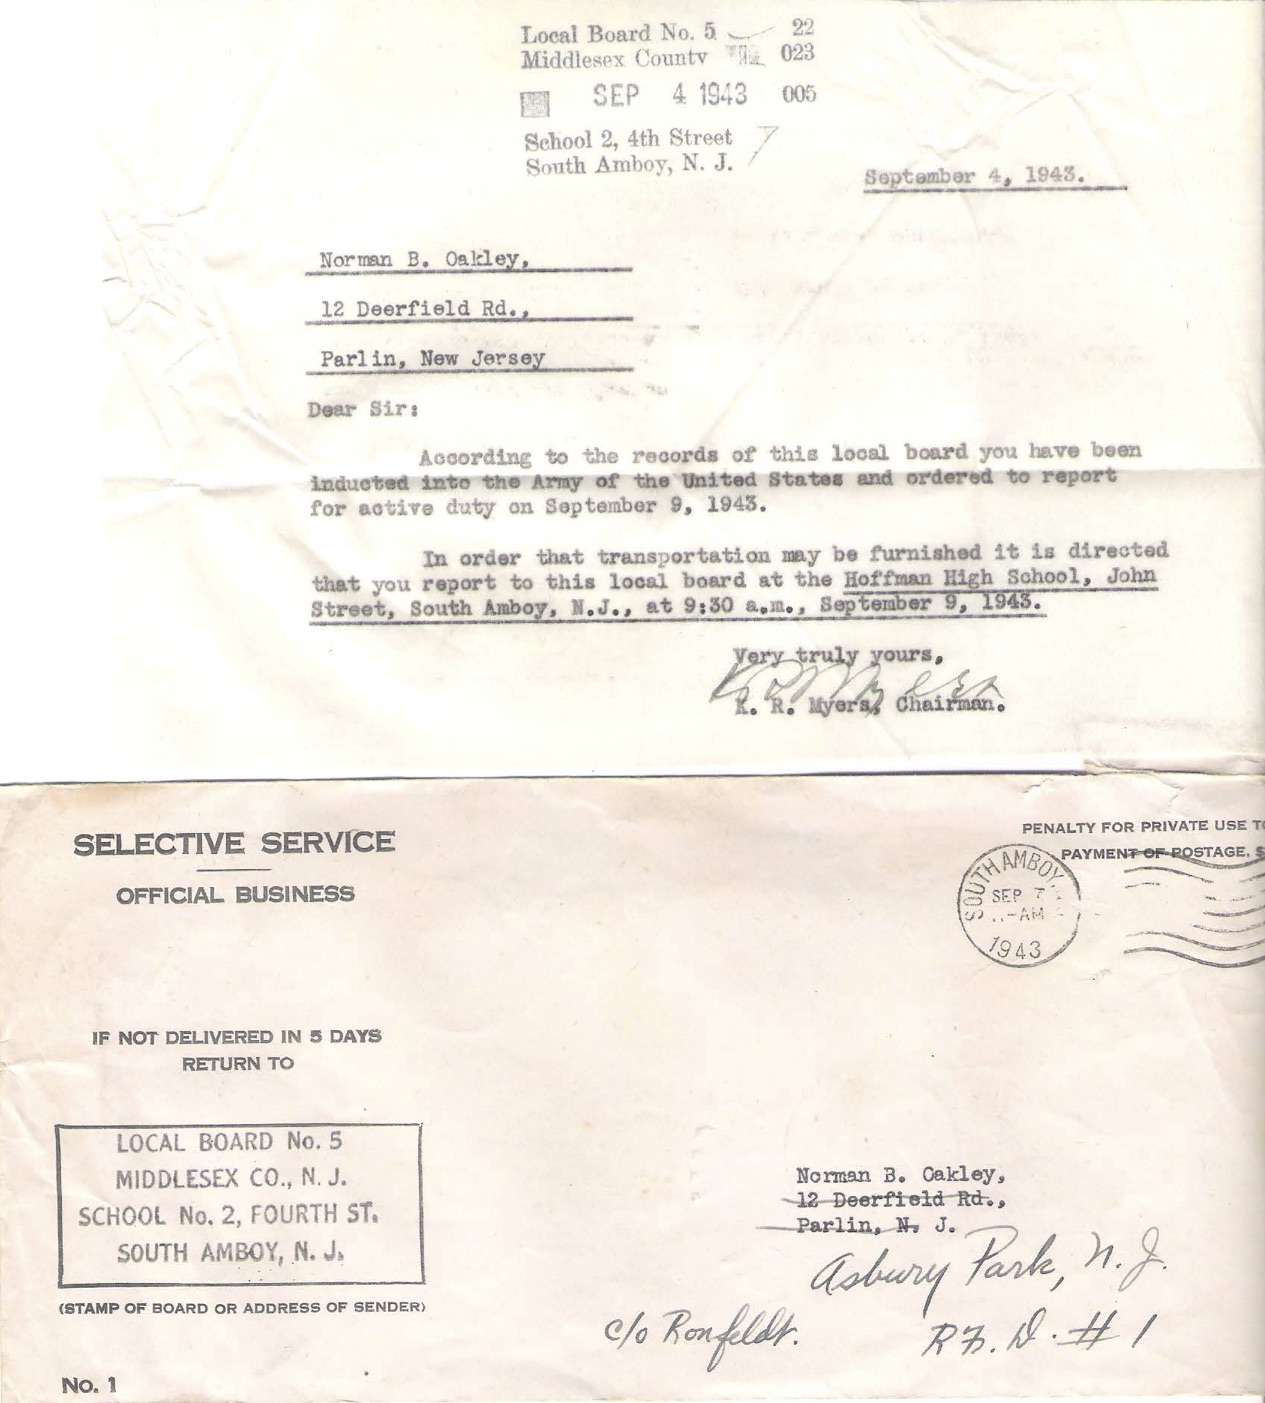 Local Board No. 5 22
Middlesex County 023
SEP 4 1943 005
School 2, 4th Street
South Amboy, N. J.
September 4, 1943.
Norman B. Oakley,
12 Deerfield Rd.,
Parlin, New Jersey
Dear Sir:
According to the records of this local board you have been
inducted into the Army of the United States and ordered to report
for active duty on September 9, 1943.
In order that transportation may be furnished it is directed
that you report to this local board at the Hoffman High School, John
Street, South Amboy, N.J., at 9:30 a.m., September 9, 1943.
Very truly yours,
K R Myers
K. R. Myers, Chairman.
SELECTIVE SERVICE
OFFICIAL BUSINESS
PENALTY FOR PRIVATE USE TO
PAYMENT OF POSTAGE, $
SOUTH AMBOY
SEP 7
AM
1943
IF NOT DELIVERED IN 5 DAYS
RETURN TO
LOCAL BOARD No. 5
MIDDLESEX CO., N. J.
SCHOOL No. 2, FOURTH ST.
SOUTH AMBOY, N. J.
(STAMP OF BOARD OR ADDRESS OF SENDER)
No. 1
Norman B. Oakley,
12 Deerfield Rd.,
Parlin, N. J.
Asbury Park, N. J.
c/o Ronfeldt. R.F.D. #1